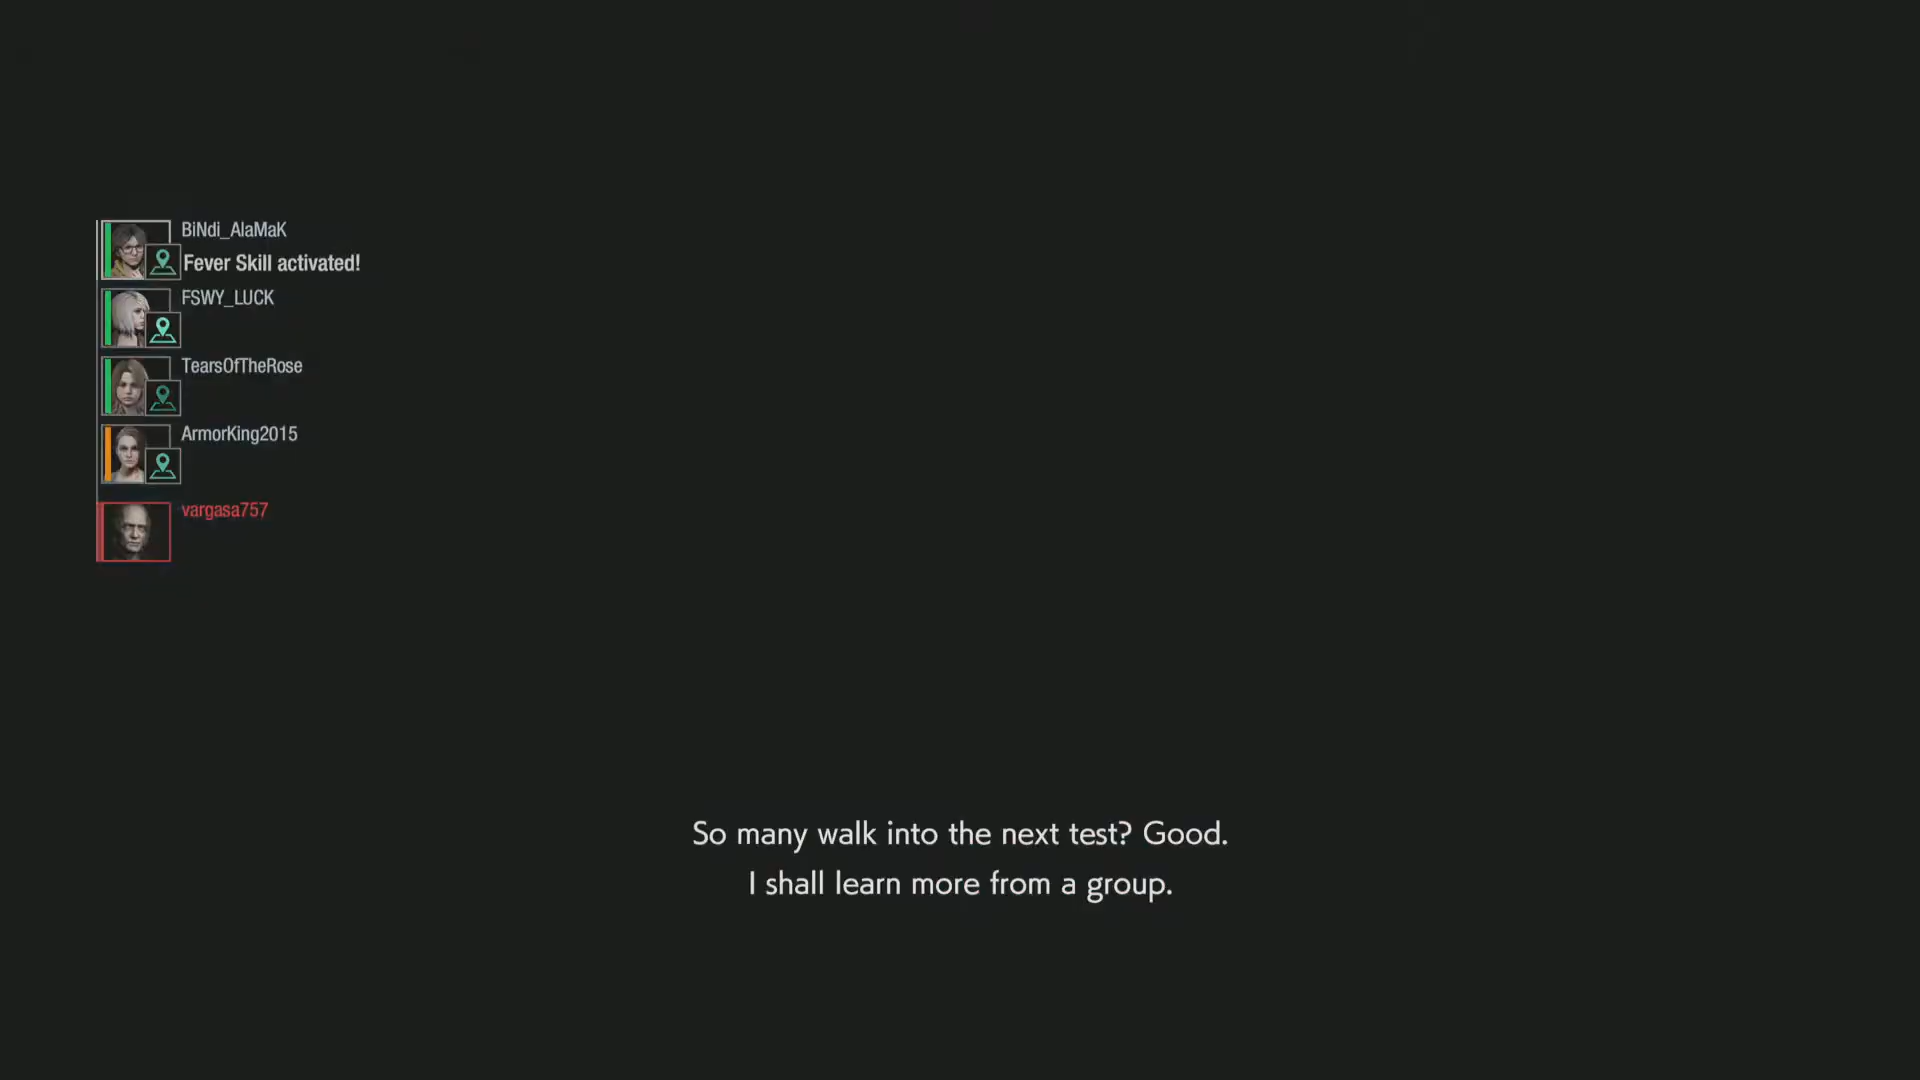 BiNdi_AlaMaK
Fever Skill activated!
FSWY_LUCK
TearsOfTheRose
ArmorKing2015
vargasa757
So many walk into the next test? Good.
I shall learn more from a group.